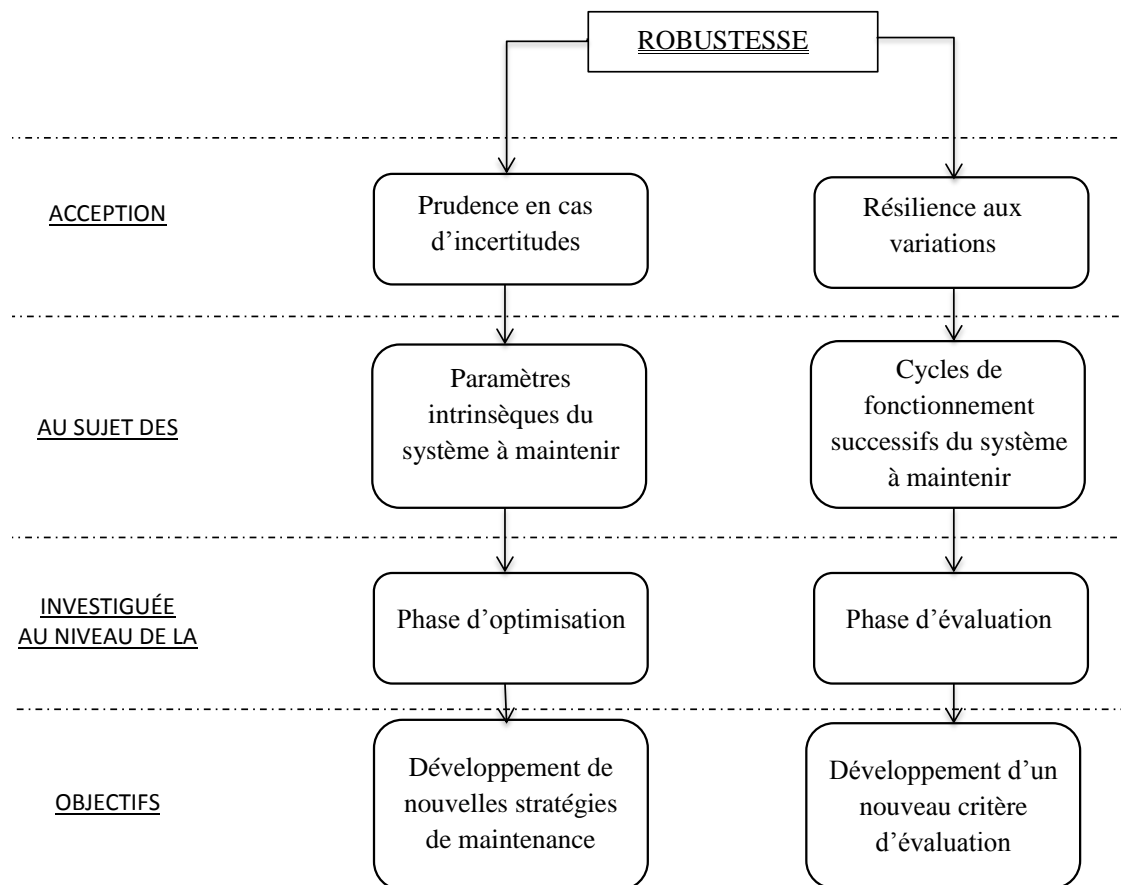 ROBUSTESSE
ACCEPTION
Prudence en cas
d’incertitudes
Résilience aux
variations
AU SUJET DES
Paramètres
intrinsèques du
système à maintenir
Cycles de
fonctionnement
successifs du système
à maintenir
INVESTIGUÉE
AU NIVEAU DE LA
Phase d’optimisation
Phase d’évaluation
OBJECTIFS
Développement de
nouvelles stratégies
de maintenance
Développement d’un
nouveau critère
d’évaluation